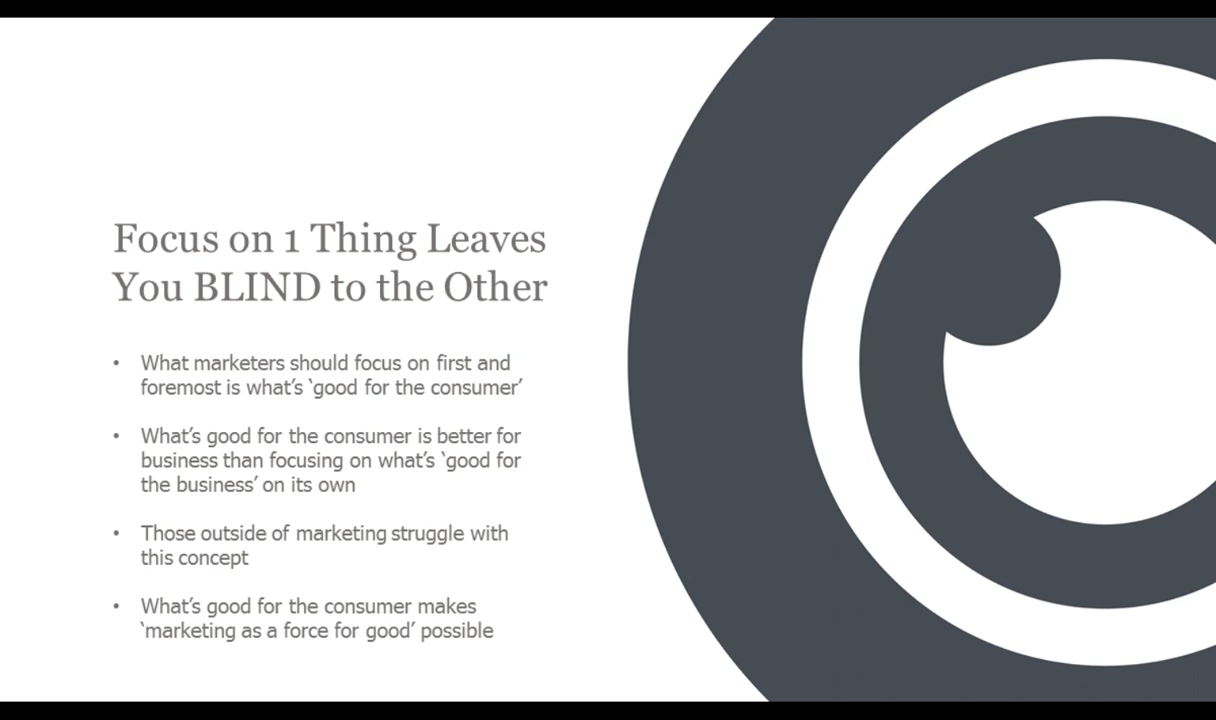 Focus on 1 Thing Leaves
You BLIND to the Other
• What marketers should focus on first and
foremost is what’s ‘good for the consumer’
• What’s good for the consumer is better for
business than focusing on what’s ‘good for
the business’ on its own
• Those outside of marketing struggle with
this concept
• What’s good for the consumer makes
‘marketing as a force for good’ possible